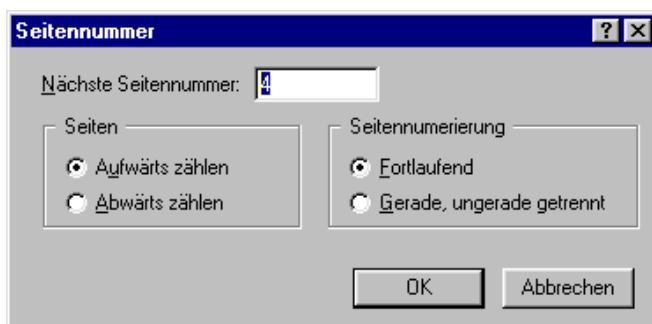 Seitennummer
Nächste Seitennummer: 4
Seiten
Aufwärts zählen
Abwärts zählen
Seitennumerierung
Fortlaufend
Gerade, ungerade getrennt
OK
Abbrechen